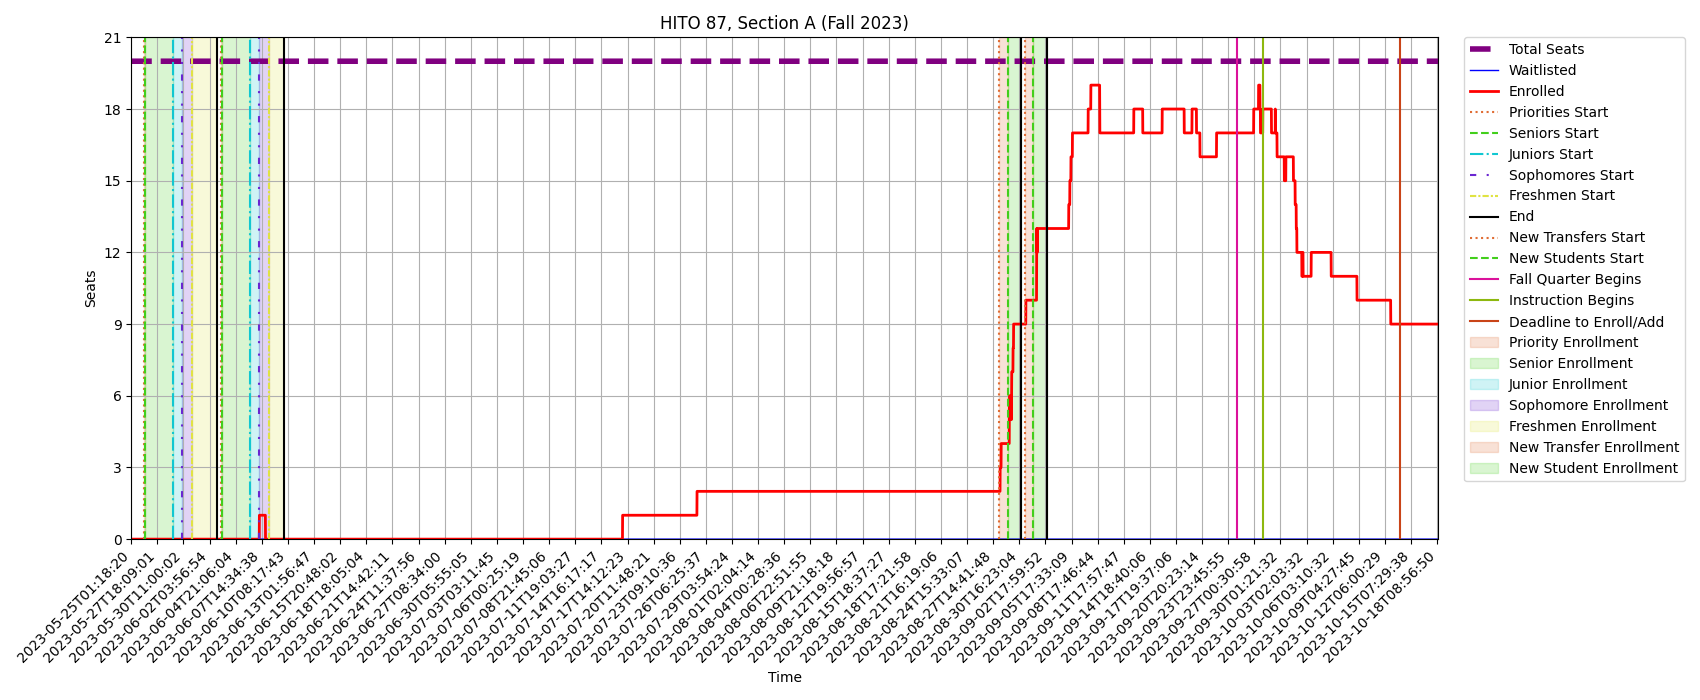 HITO 87, Section A (Fall 2023)
Seats
21
18
15
12
9
6
3
0
2023-05-25T01:18:20
2023-05-27T18:09:01
2023-05-30T11:00:02
2023-06-02T03:56:54
2023-06-04T21:06:04
2023-06-07T14:34:38
2023-06-10T08:17:43
2023-06-13T01:56:47
2023-06-15T20:48:02
2023-06-18T18:05:04
2023-06-21T14:42:11
2023-06-24T11:37:56
2023-06-27T08:34:00
2023-06-30T05:55:05
2023-07-03T03:11:45
2023-07-06T00:25:19
2023-07-08T21:45:06
2023-07-11T19:03:27
2023-07-14T16:17:17
2023-07-17T14:12:23
2023-07-20T11:48:21
2023-07-23T09:10:36
2023-07-26T06:25:37
2023-07-29T03:54:24
2023-08-01T02:04:14
2023-08-04T00:28:36
2023-08-06T22:51:55
2023-08-09T21:18:18
2023-08-12T19:56:57
2023-08-15T18:37:27
2023-08-18T17:21:58
2023-08-21T16:19:06
2023-08-24T15:33:07
2023-08-27T14:41:48
2023-08-30T16:23:04
2023-09-02T17:59:52
2023-09-05T17:33:09
2023-09-08T17:46:44
2023-09-11T17:57:47
2023-09-14T18:40:06
2023-09-17T19:37:06
2023-09-20T20:23:14
2023-09-23T23:45:55
2023-09-27T00:30:58
2023-09-30T01:21:32
2023-10-03T02:03:32
2023-10-06T03:10:32
2023-10-09T04:27:45
2023-10-12T06:00:29
2023-10-15T07:29:38
2023-10-18T08:56:50
Time
Total Seats
Waitlisted
Enrolled
Priorities Start
Seniors Start
Juniors Start
Sophomores Start
Freshmen Start
End
New Transfers Start
New Students Start
Fall Quarter Begins
Instruction Begins
Deadline to Enroll/Add
Priority Enrollment
Senior Enrollment
Junior Enrollment
Sophomore Enrollment
Freshmen Enrollment
New Transfer Enrollment
New Student Enrollment